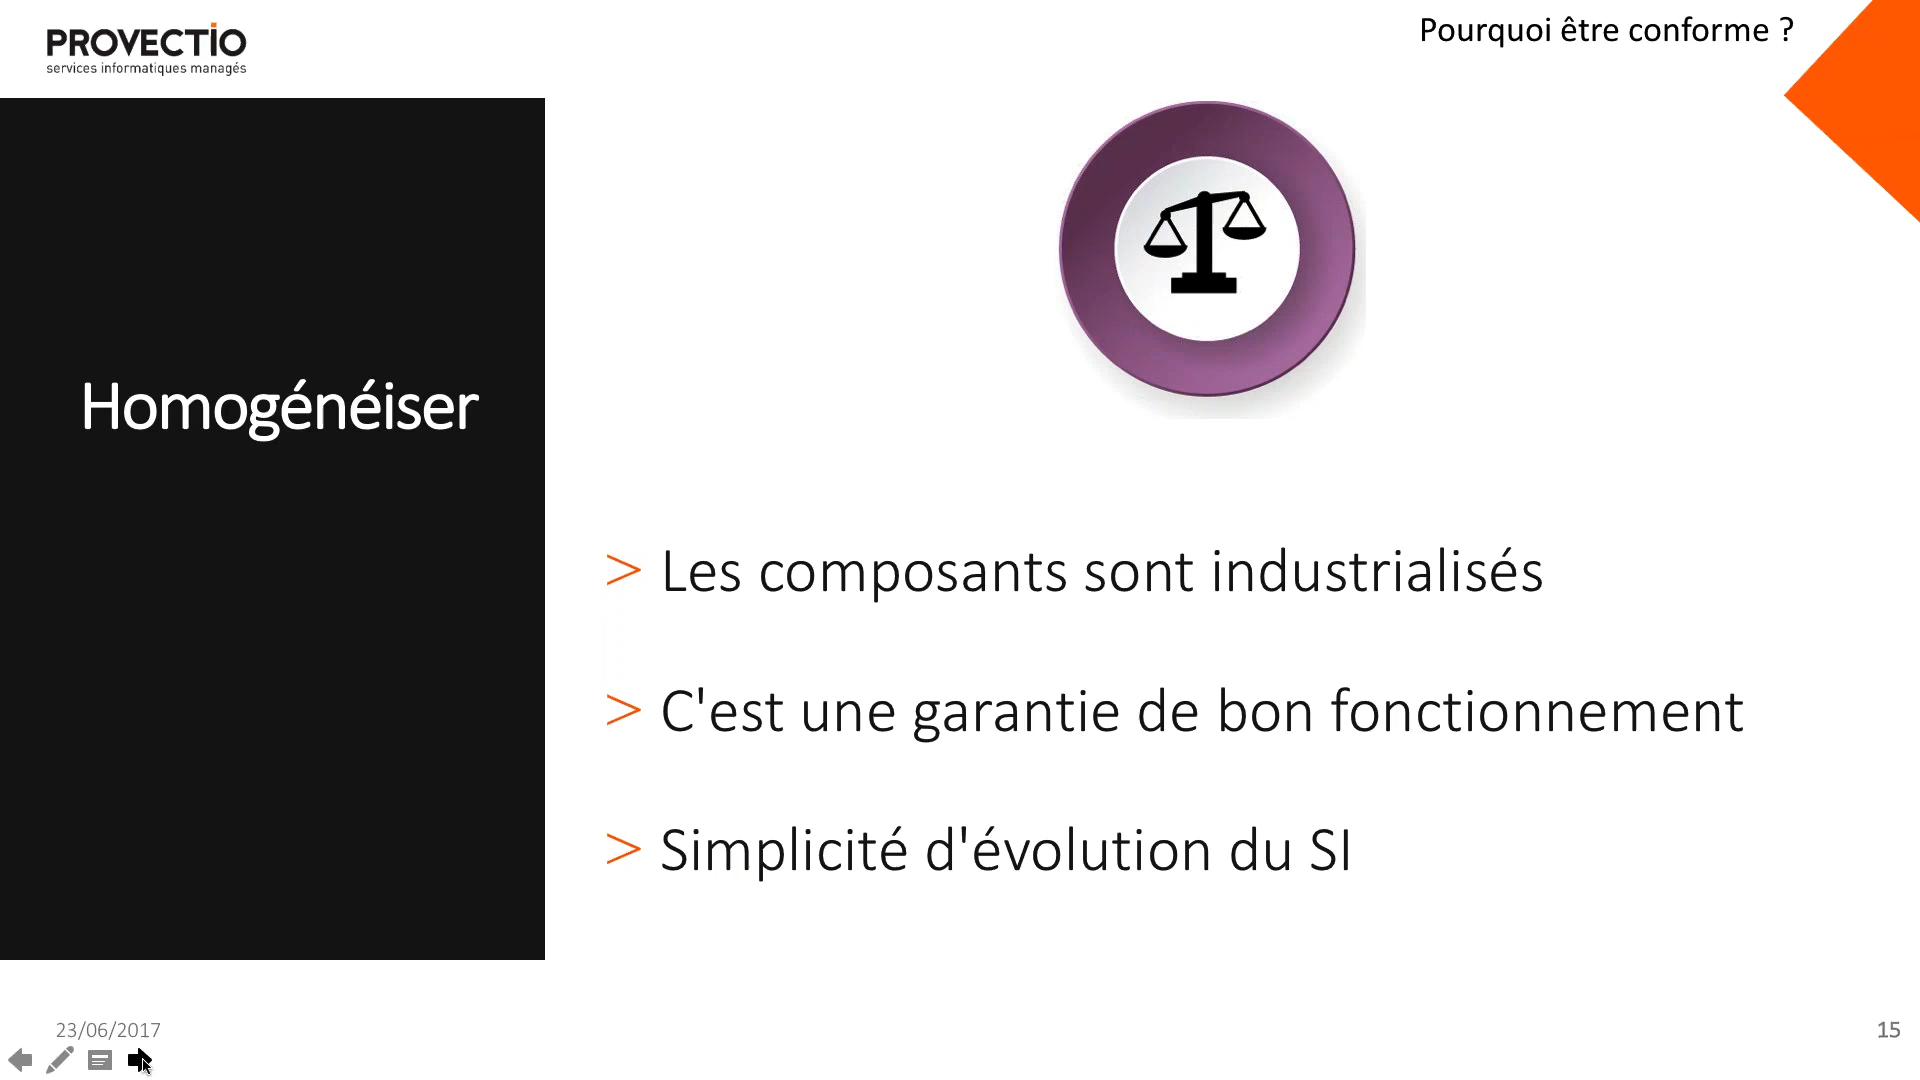 PROVECTIO
services informatiques managés
Pourquoi être conforme ?
Homogénéiser
> Les composants sont industrialisés
> C'est une garantie de bon fonctionnement
> Simplicité d'évolution du SI
23/06/2017
15